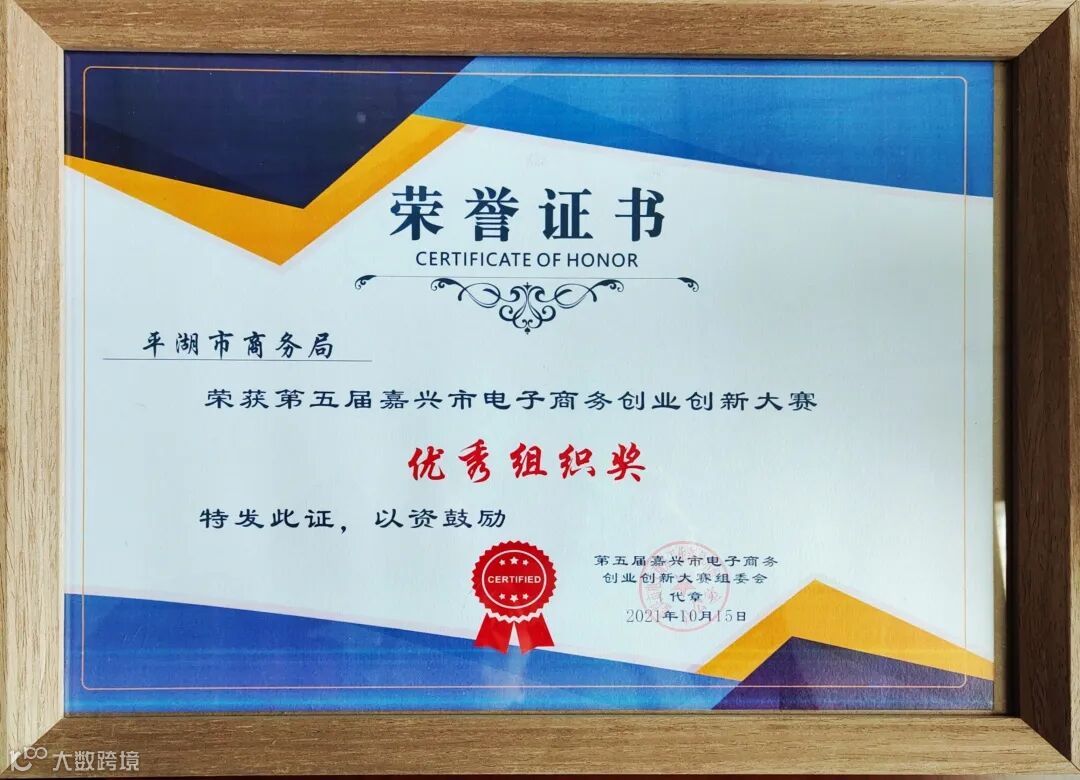 荣誉证书
CERTIFICATE OF HONOR
平湖市商务局
荣获第五届嘉兴市电子商务创业创新大赛
优秀组织奖
特发此证，以资鼓励
CERTIFIED
第五届嘉兴市电子商务
创业创新大赛组委会
（代章）
2021年10月15日
大数跨境